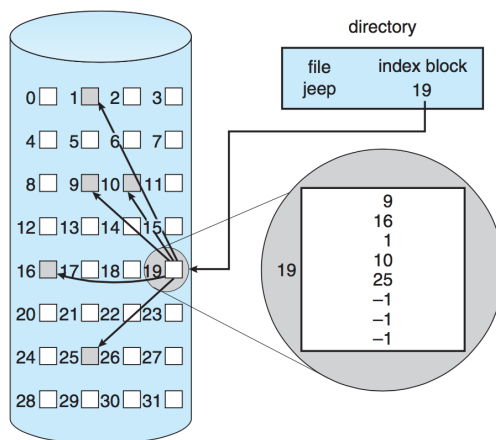 directory
file index block
jeep 19
0 1 2 3
4 5 6 7
8 9 10 11
12 13 14 15
16 17 18 19
20 21 22 23
24 25 26 27
28 29 30 31
19
9
16
1
10
25
–1
–1
–1